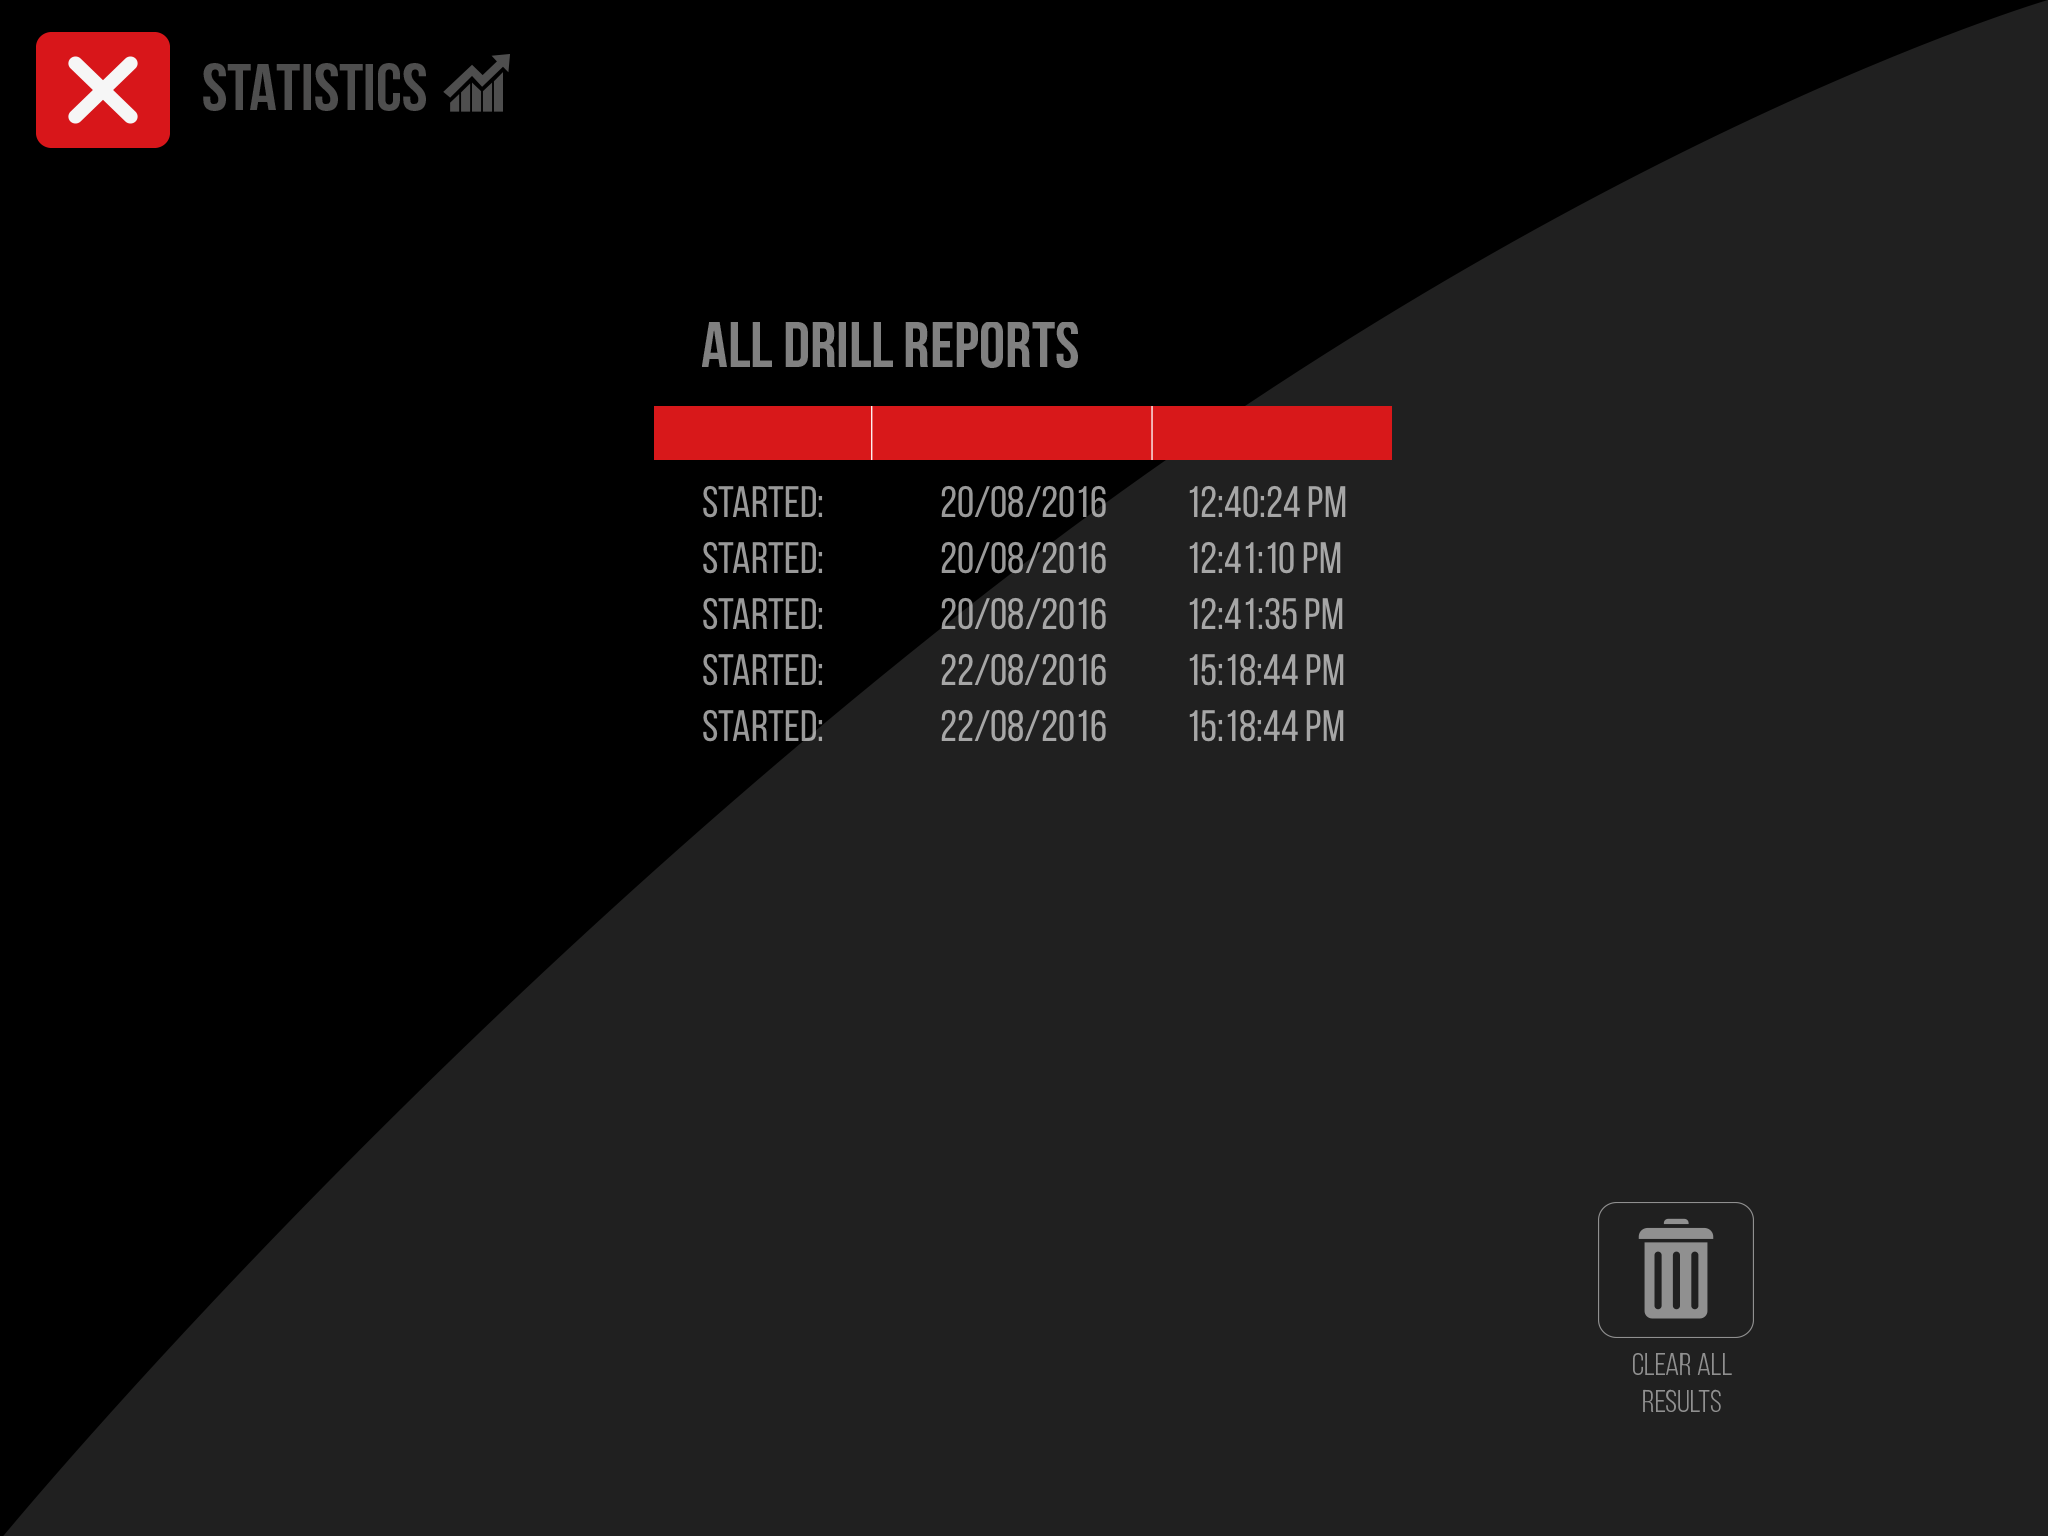 STATISTICS
ALL DRILL REPORTS
STARTED: 20/08/2016 12:40:24 PM
STARTED: 20/08/2016 12:41:10 PM
STARTED: 20/08/2016 12:41:35 PM
STARTED: 22/08/2016 15:18:44 PM
STARTED: 22/08/2016 15:18:44 PM
CLEAR ALL
RESULTS